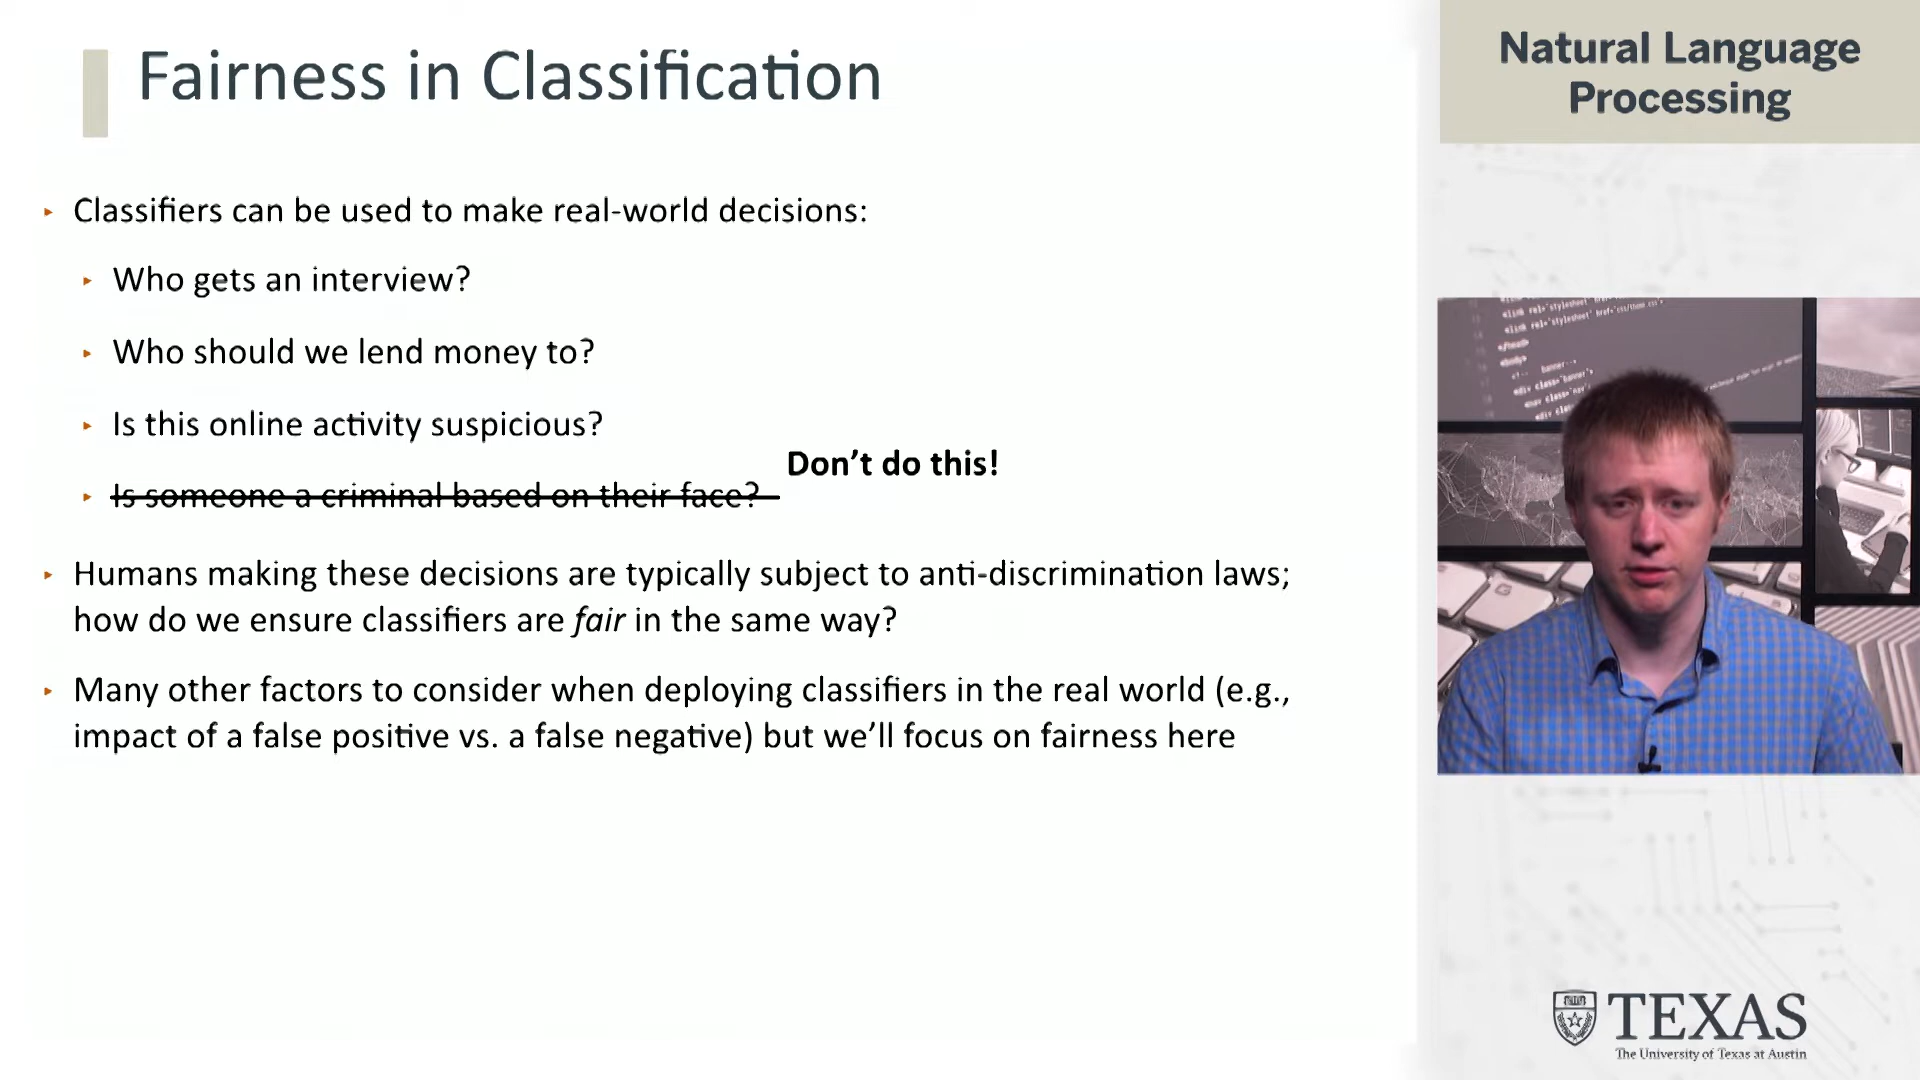 Fairness in Classification
Natural Language
Processing
Classifiers can be used to make real-world decisions:
Who gets an interview?
Who should we lend money to?
Is this online activity suspicious?
Don't do this!
Is someone a criminal based on their face?
Humans making these decisions are typically subject to anti-discrimination laws;
how do we ensure classifiers are fair in the same way?
Many other factors to consider when deploying classifiers in the real world (e.g.,
impact of a false positive vs. a false negative) but we'll focus on fairness here
TEXAS
The University of Texas at Austin